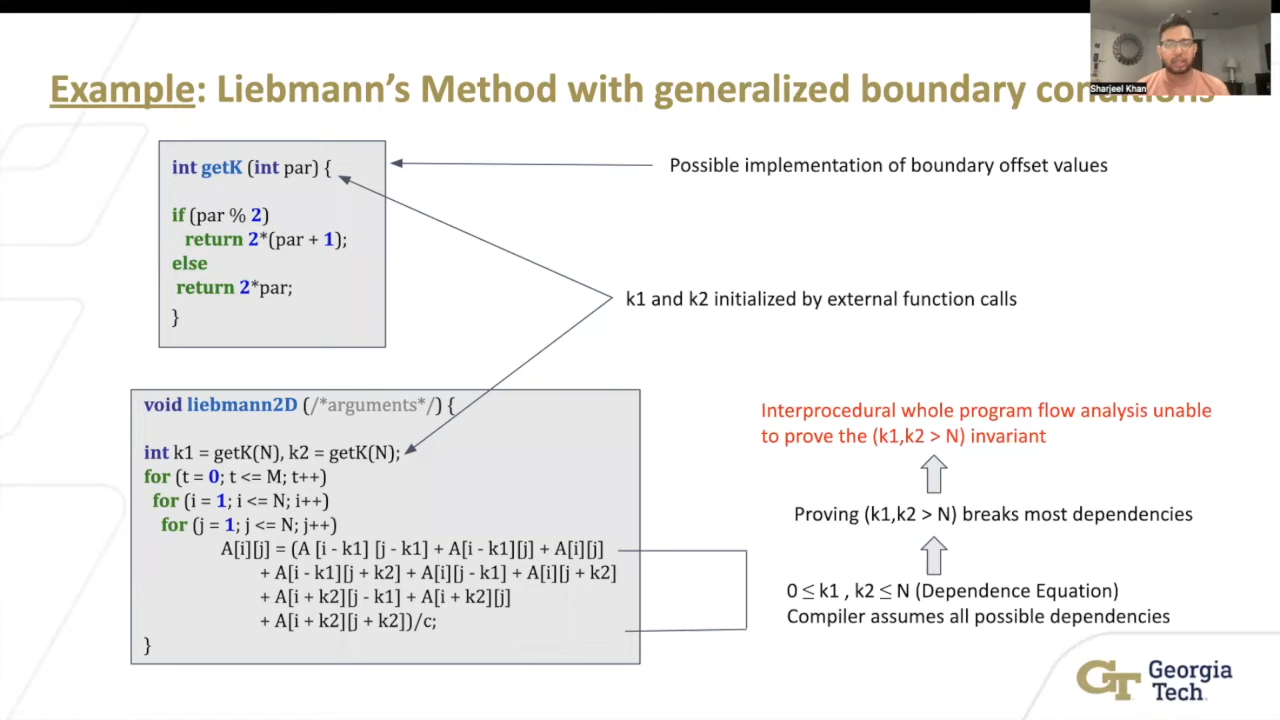 Sharjeel Khan
Example: Liebmann's Method with generalized boundary conditions
int getK (int par) {
if (par % 2)
return 2*(par + 1);
else
return 2*par;
}
Possible implementation of boundary offset values
k1 and k2 initialized by external function calls
void liebmann2D (/*arguments*/) {
int k1 = getK(N), k2 = getK(N);
for (t = 0; t <= M; t++)
for (i = 1; i <= N; i++)
for (j = 1; j <= N; j++)
A[i][j] = (A [i - k1] [j - k1] + A[i - k1][j] + A[i][j]
+ A[i - k1][j + k2] + A[i][j - k1] + A[i][j + k2]
+ A[i + k2][j - k1] + A[i + k2][j]
+ A[i + k2][j + k2])/c;
}
Interprocedural whole program flow analysis unable
to prove the (k1,k2 > N) invariant
Proving (k1,k2 > N) breaks most dependencies
0 ≤ k1 , k2 ≤ N (Dependence Equation)
Compiler assumes all possible dependencies
GT Georgia
Tech